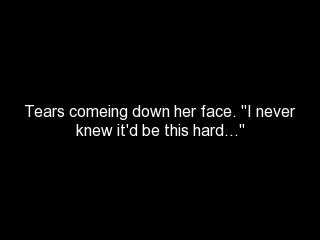 Tears comeing down her face. "I never
knew it'd be this hard..."